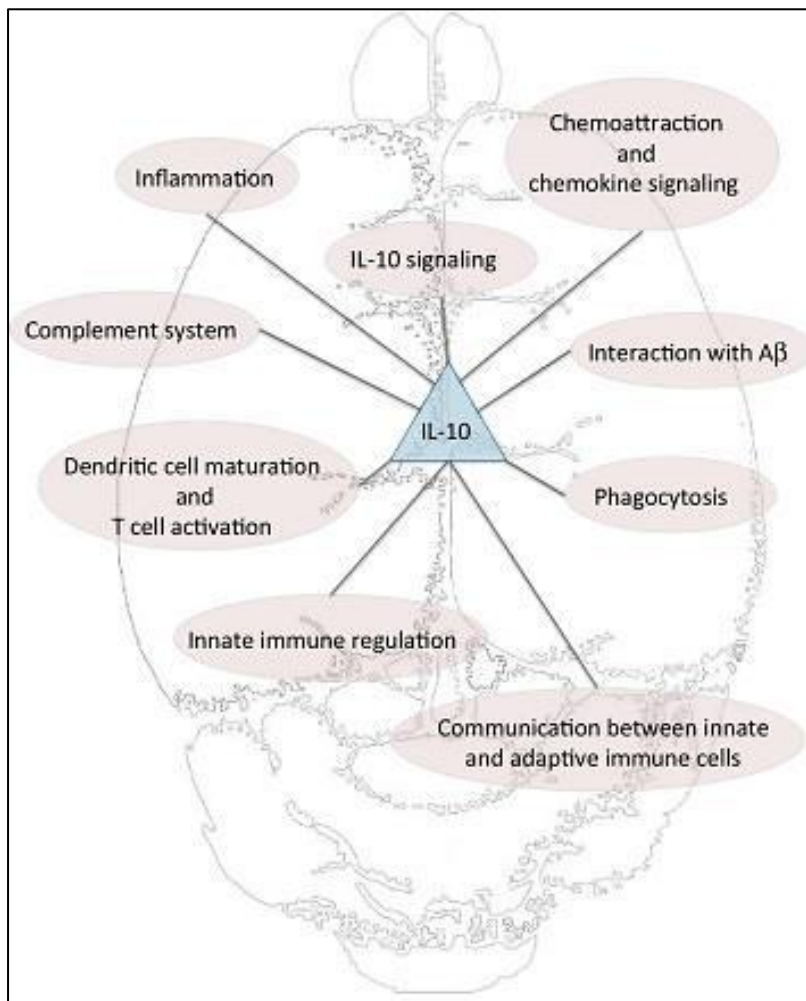 Chemoattraction
and
chemokine signaling
Inflammation
IL-10 signaling
Complement system
Interaction with Aβ
IL-10
Dendritic cell maturation
and
T cell activation
Phagocytosis
Innate immune regulation
Communication between innate
and adaptive immune cells